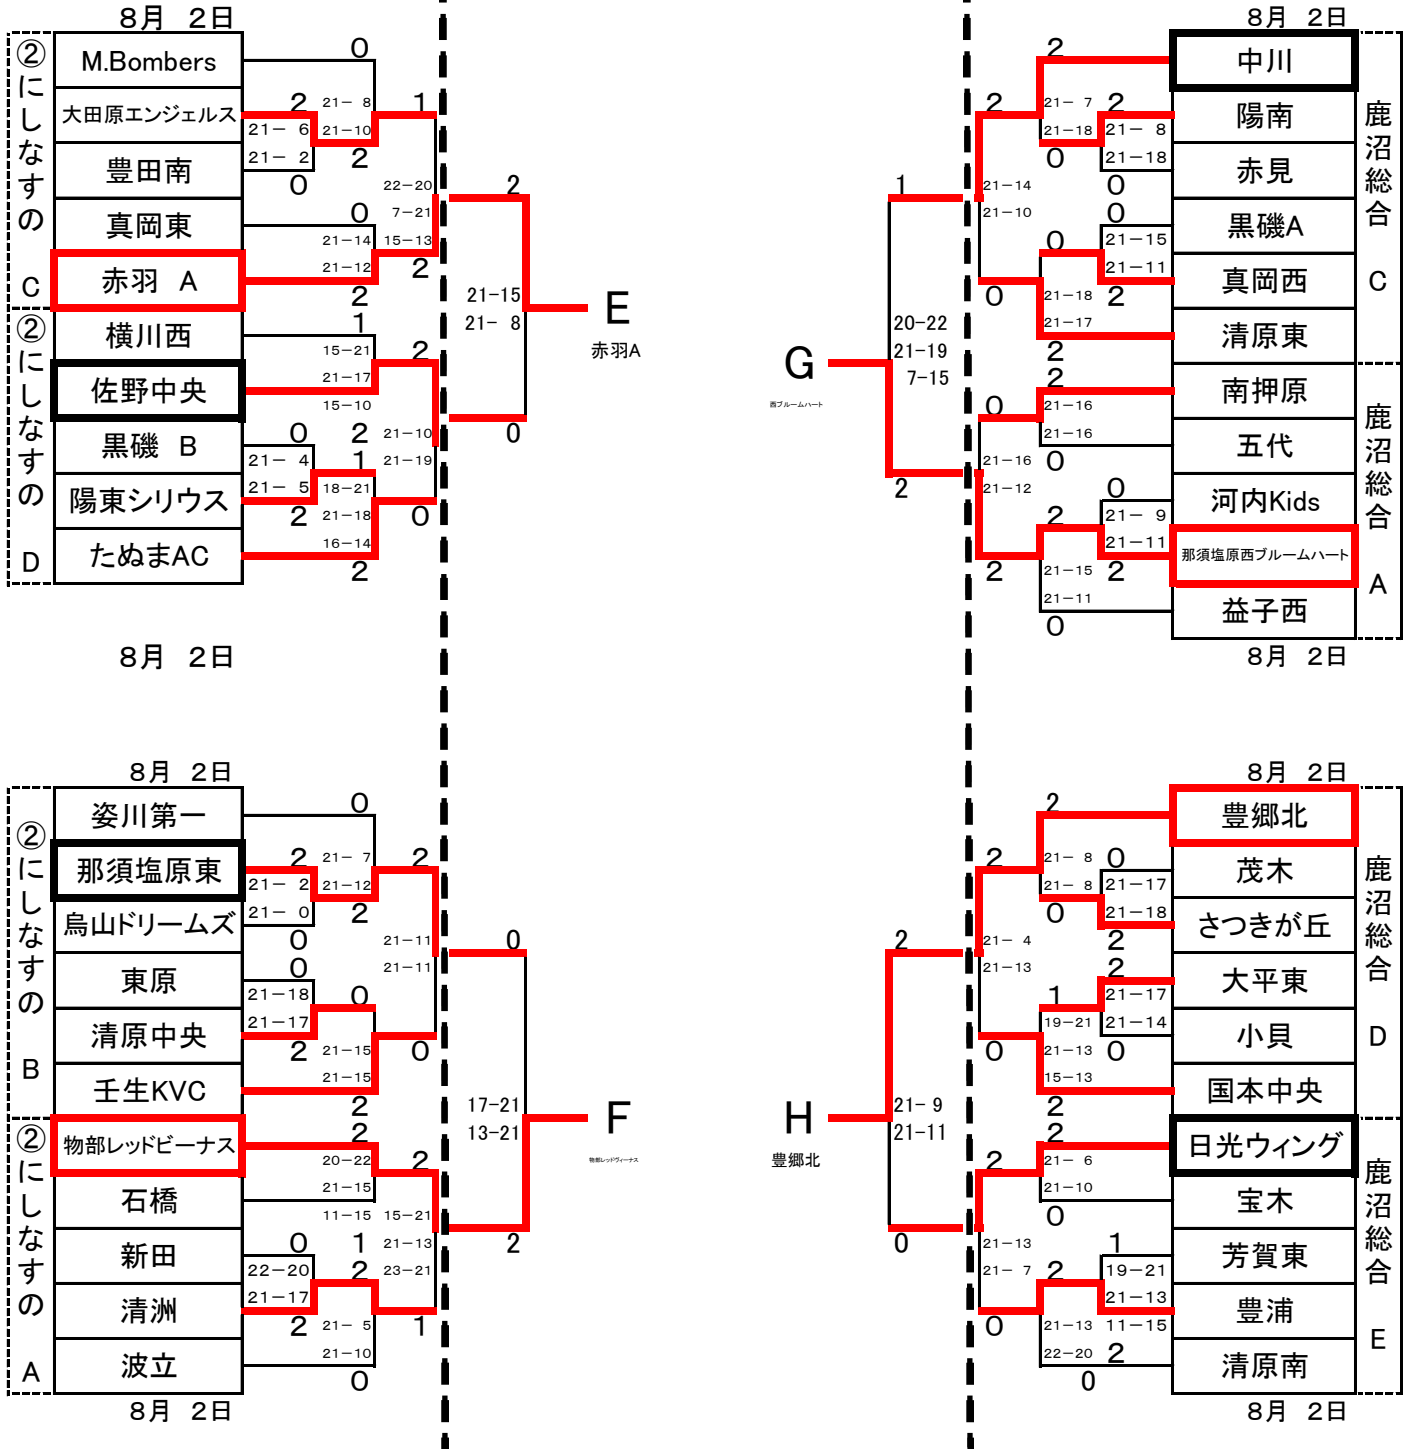 8月 2日
②にしなすの C
M.Bombers
大田原エンジェルス
豊田南
真岡東
赤羽 A
0
2
21- 6
21- 2
0
21- 8
21-10
2
1
0
21-14
21-12
2
22-20
7-21
15-13
2
②にしなすの D
横川西
佐野中央
黒磯 B
陽東シリウス
たぬまAC
1
15-21
21-17
15-10
2
2
0
21- 4
21- 5
2
1
18-21
21-18
16-14
2
21-10
21-19
0
2
21-15
21- 8
0
E
赤羽A
8月 2日
8月 2日
鹿沼総合 C
中川
陽南
赤見
黒磯A
真岡西
清原東
2
21- 7
21-18
0
2
21- 8
21-18
0
2
21-14
21-10
0
0
21-15
21-11
2
0
21-18
21-17
2
鹿沼総合 A
南押原
五代
河内Kids
那須塩原西ブルームハート
益子西
2
21-16
21-16
0
0
21-16
21-12
2
0
21- 9
21-11
2
2
21-15
21-11
0
1
20-22
21-19
7-15
2
G
西ブルームハート
8月 2日
8月 2日
②にしなすの B
姿川第一
那須塩原東
烏山ドリームズ
東原
清原中央
壬生KVC
0
2
21- 2
21- 0
0
21- 7
21-12
2
2
0
21-18
21-17
2
0
21-15
21-15
2
21-11
21-11
0
②にしなすの A
物部レッドビーナス
石橋
新田
清洲
波立
2
20-22
21-15
11-15
1
2
0
22-20
21-17
2
2
21- 5
21-10
0
15-21
21-13
23-21
1
0
17-21
13-21
2
F
物部レッドヴィーナス
8月 2日
8月 2日
鹿沼総合 D
豊郷北
茂木
さつきが丘
大平東
小貝
国本中央
2
21- 8
21- 8
0
0
21-17
21-18
2
2
21- 4
21-13
0
2
21-17
21-14
0
1
19-21
21-13
15-13
2
鹿沼総合 E
日光ウィング
宝木
芳賀東
豊浦
清原南
2
21- 6
21-10
0
2
21-13
21- 7
0
1
19-21
21-13
11-15
2
2
21-13
22-20
0
2
21- 9
21-11
0
H
豊郷北
8月 2日